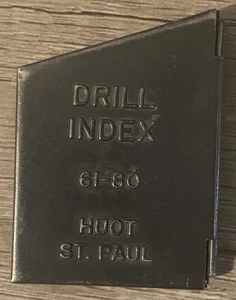 DRILL
INDEX
61-80
HUOT
ST. PAUL